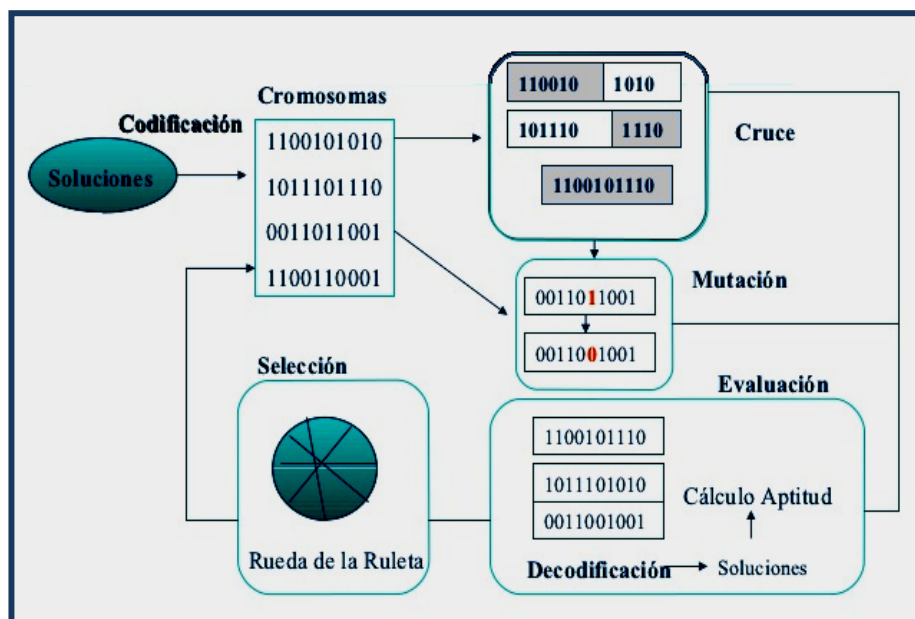 Codificación
Soluciones
Cromosomas
1100101010
1011101110
0011011001
1100110001
110010 1010
101110 1110
1100101110
Cruce
Mutación
0011011001
0011001001
Selección
Rueda de la Ruleta
Evaluación
1100101110
1011101010
0011001001
Cálculo Aptitud
Decodificación Soluciones